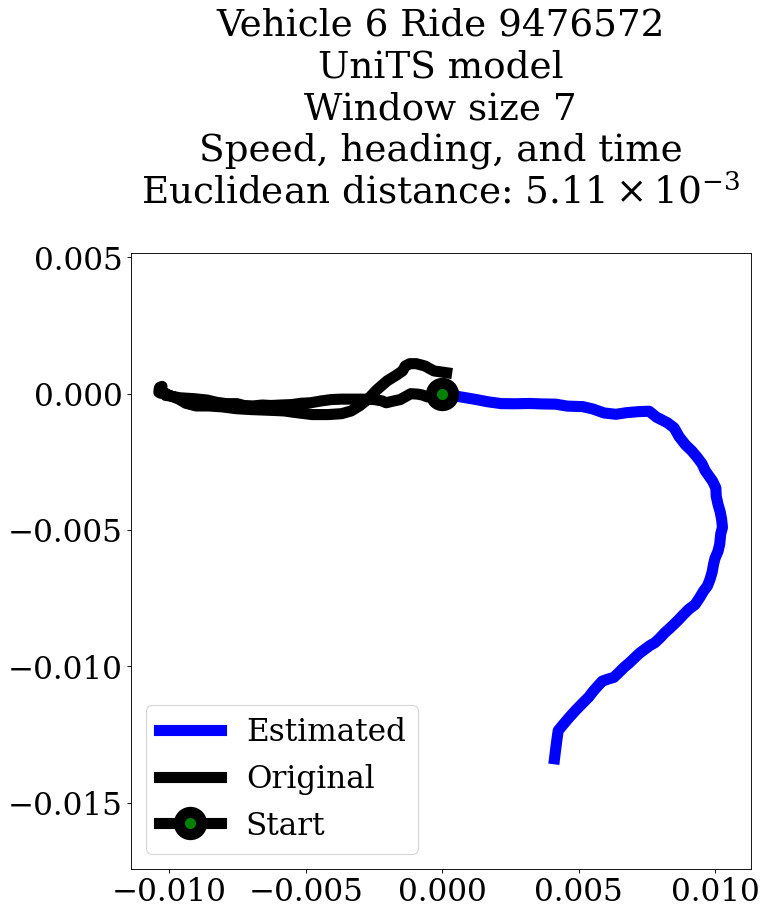 Vehicle 6 Ride 9476572
UniTS model
Window size 7
Speed, heading, and time
Euclidean distance: 5.11 × 10⁻³
0.005
0.000
−0.005
−0.010
−0.015
Estimated
Original
Start
−0.010 −0.005 0.000 0.005 0.010